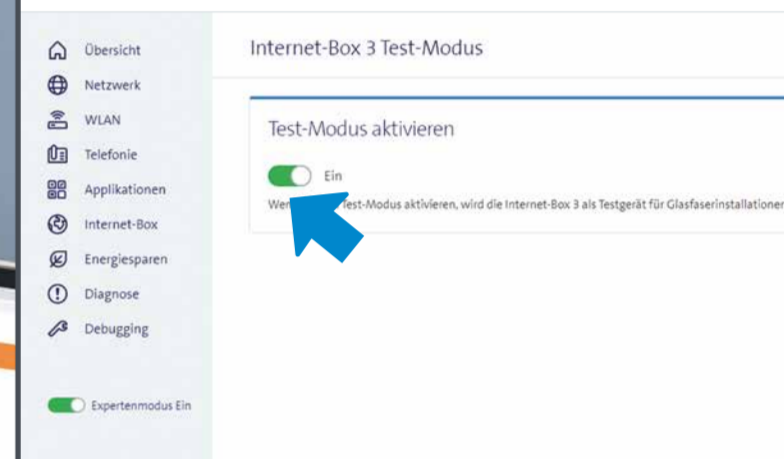 Übersicht
Netzwerk
WLAN
Telefonie
Applikationen
Internet-Box
Energiesparen
Diagnose
Debugging
Expertenmodus Ein
Internet-Box 3 Test-Modus
Test-Modus aktivieren
Ein
Test-Modus aktivieren, wird die Internet-Box 3 als Testgerät für Glasfaserinstallationen